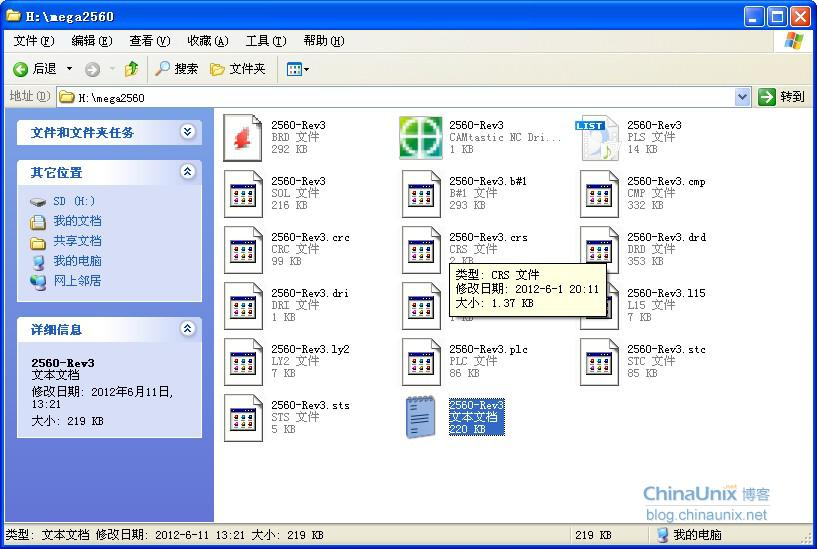 H:\mega2560
文件(F) 编辑(E) 查看(V) 收藏(A) 工具(T) 帮助(H)
后退 搜索 文件夹
地址(D) H:\mega2560 转到
文件和文件夹任务
其它位置
SD (H:)
我的文档
共享文档
我的电脑
网上邻居
详细信息
2560-Rev3
文本文档
修改日期: 2012年6月11日,
13:21
大小: 219 KB
2560-Rev3
BRD 文件
292 KB
2560-Rev3
CAMtastic NC Dri...
1 KB
LIST
2560-Rev3
PLS 文件
14 KB
2560-Rev3
SOL 文件
216 KB
2560-Rev3.b#1
B#1 文件
293 KB
2560-Rev3.cmp
CMP 文件
332 KB
2560-Rev3.crc
CRC 文件
99 KB
2560-Rev3.crs
CRS 文件
2 KB
2560-Rev3.drd
DRD 文件
353 KB
类型: CRS 文件
修改日期: 2012-6-1 20:11
大小: 1.37 KB
2560-Rev3.dri
DRI 文件
1 KB
2560-Rev3.l15
L15 文件
7 KB
2560-Rev3.ly2
LY2 文件
7 KB
2560-Rev3.plc
PLC 文件
86 KB
2560-Rev3.stc
STC 文件
85 KB
2560-Rev3.sts
STS 文件
5 KB
2560-Rev3
文本文档
220 KB
ChinaUnix.net 博客
blog.chinaunix.net
类型: 文本文档 修改日期: 2012-6-11 13:21 大小: 219 KB 219 KB 我的电脑